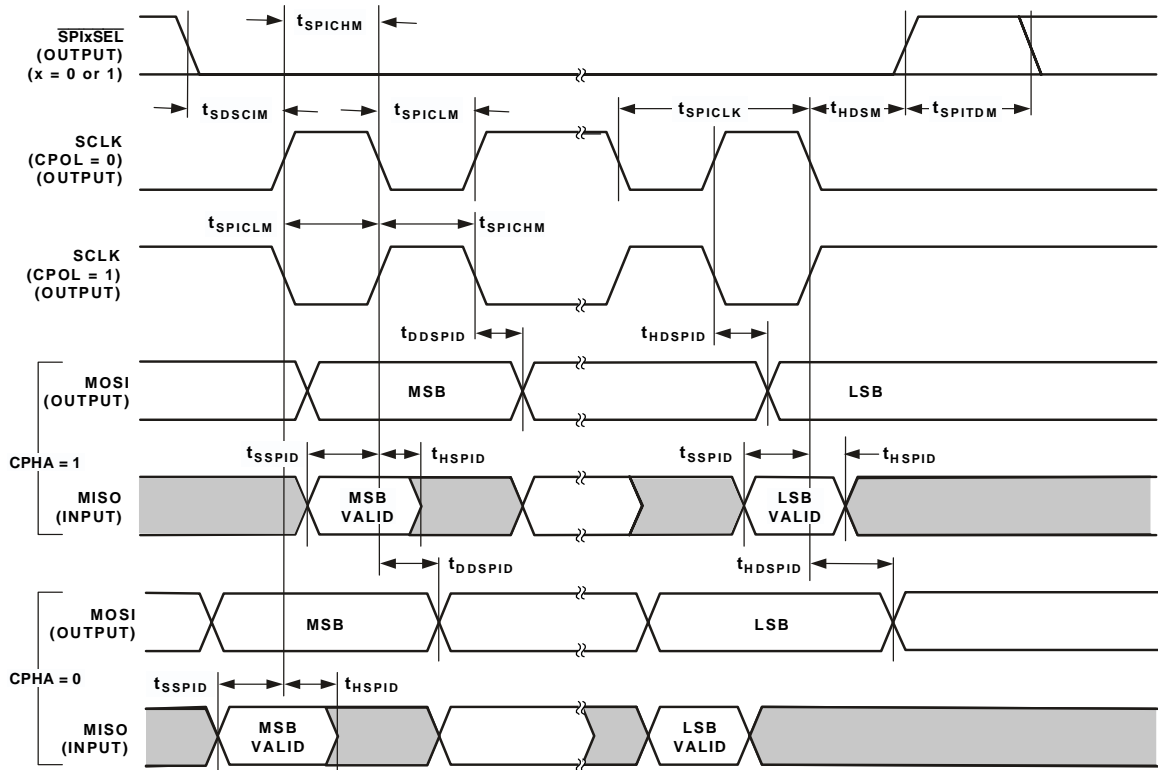 tSPICHM
SPIxSEL
(OUTPUT)
(x = 0 or 1)
tSDSCIM
tSPICLM
tSPICLK
tHDSM
tSPITDM
SCLK
(CPOL = 0)
(OUTPUT)
tSPICLM
tSPICHM
SCLK
(CPOL = 1)
(OUTPUT)
tDDSPID
tHDSPID
MOSI
(OUTPUT)
MSB
LSB
CPHA = 1
tSSPID
tHSPID
tSSPID
tHSPID
MISO
(INPUT)
MSB
VALID
LSB
VALID
tDDSPID
tHDSPID
MOSI
(OUTPUT)
MSB
LSB
CPHA = 0
tSSPID
tHSPID
MISO
(INPUT)
MSB
VALID
LSB
VALID